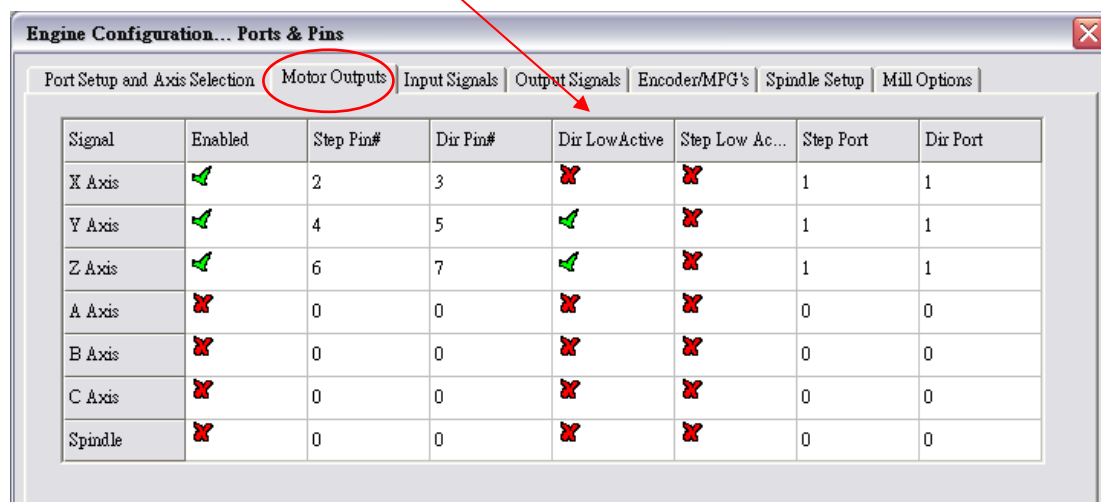 Engine Configuration... Ports & Pins
Port Setup and Axis Selection Motor Outputs Input Signals Output Signals Encoder/MPG's Spindle Setup Mill Options
Signal Enabled Step Pin# Dir Pin# Dir LowActive Step Low Ac... Step Port Dir Port
X Axis 2 3 1 1
Y Axis 4 5 1 1
Z Axis 6 7 1 1
A Axis 0 0 0 0
B Axis 0 0 0 0
C Axis 0 0 0 0
Spindle 0 0 0 0